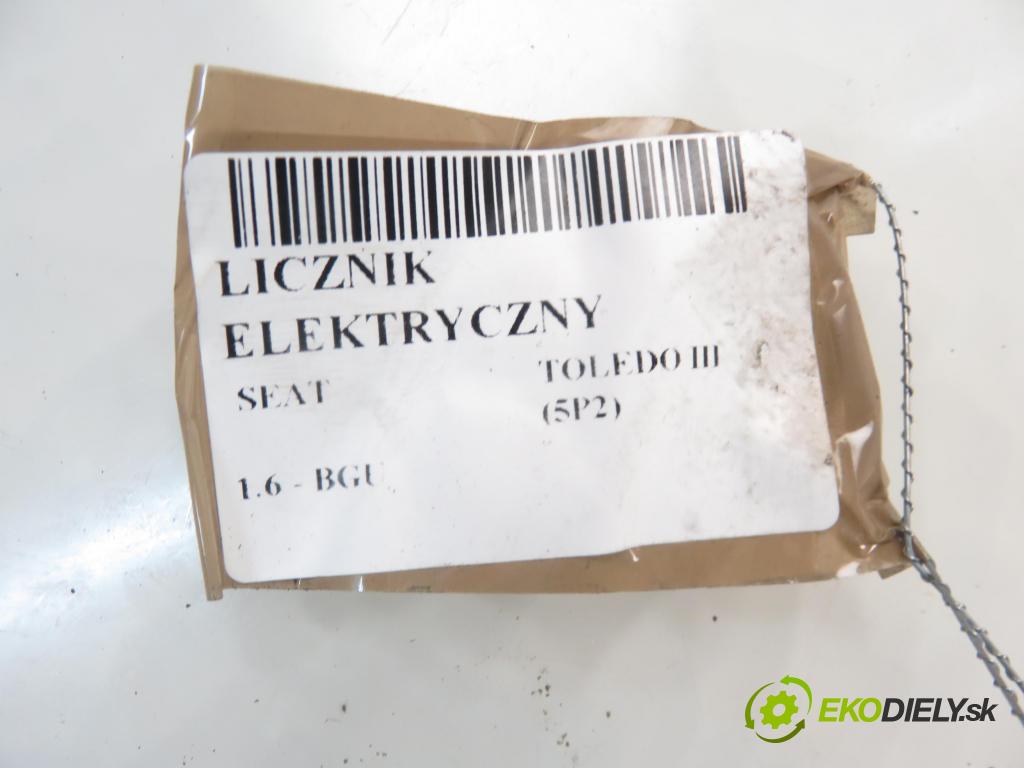 LICZNIK
ELEKTRYCZNY
SEAT
TOLEDO III
(5P2)
1.6 - BGU
EKODIELY.sk